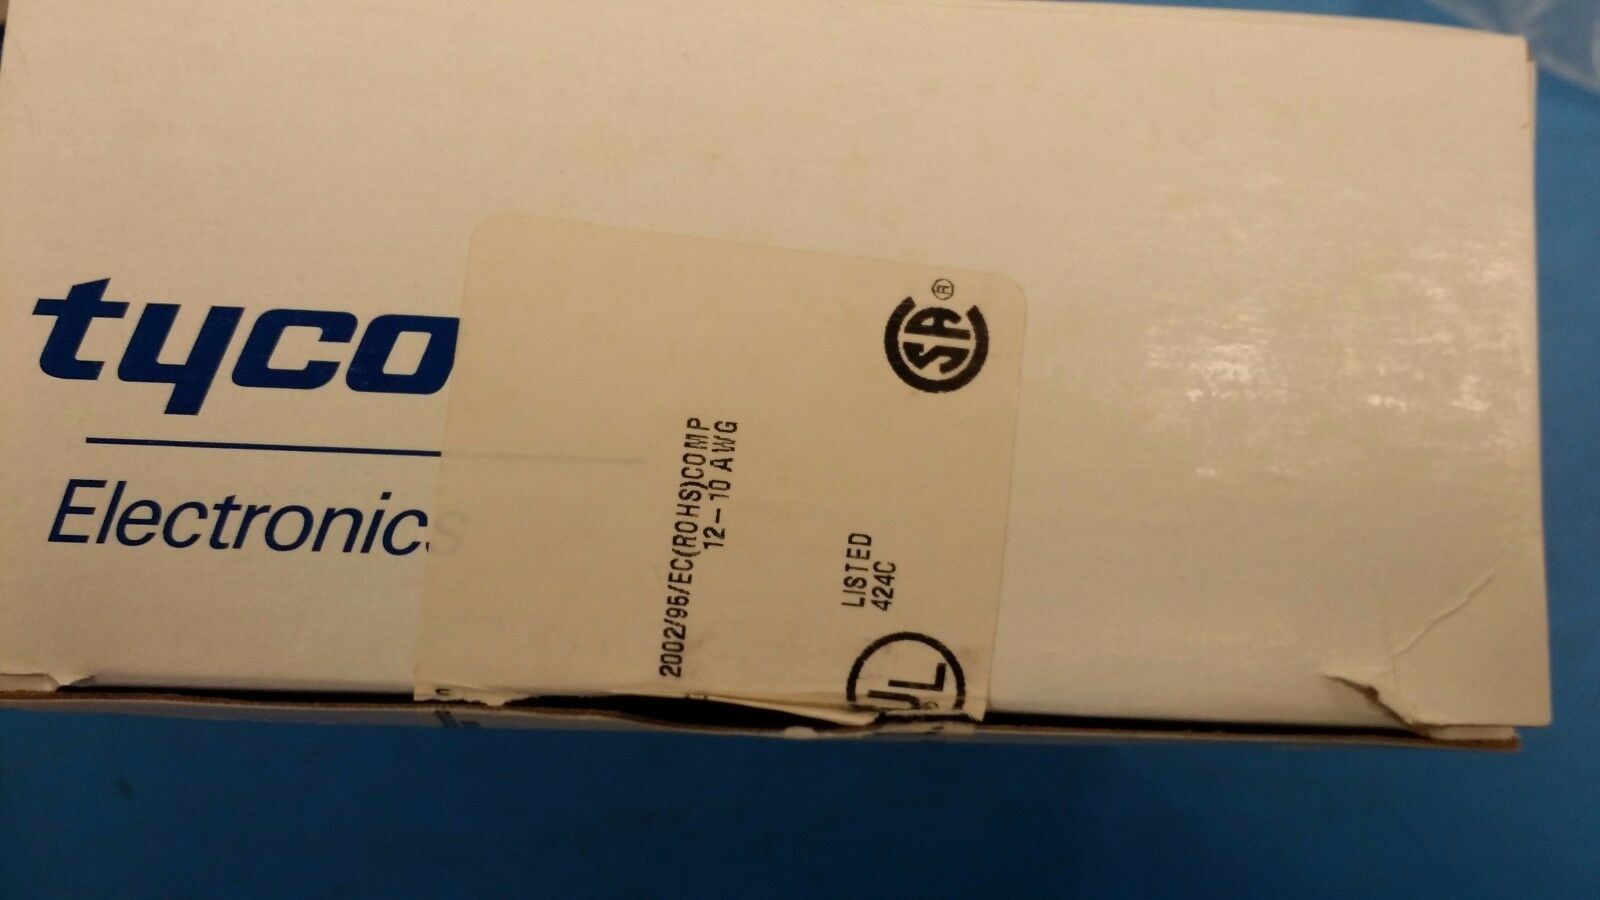 tyco
Electronics
2002/95/EC(ROHS)COMP
12-10 AWG
SA®
LISTED
424C
UL